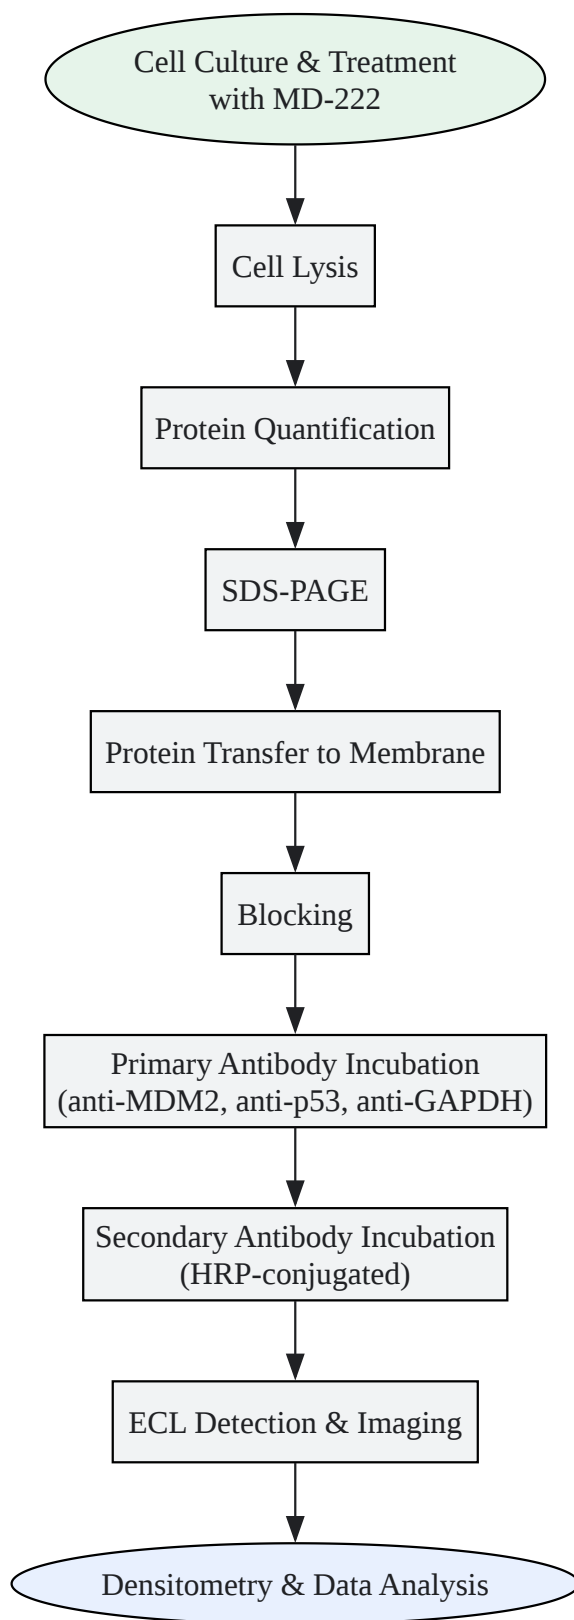 Cell Culture & Treatment
with MD-222
Cell Lysis
Protein Quantification
SDS-PAGE
Protein Transfer to Membrane
Blocking
Primary Antibody Incubation
(anti-MDM2, anti-p53, anti-GAPDH)
Secondary Antibody Incubation
(HRP-conjugated)
ECL Detection & Imaging
Densitometry & Data Analysis